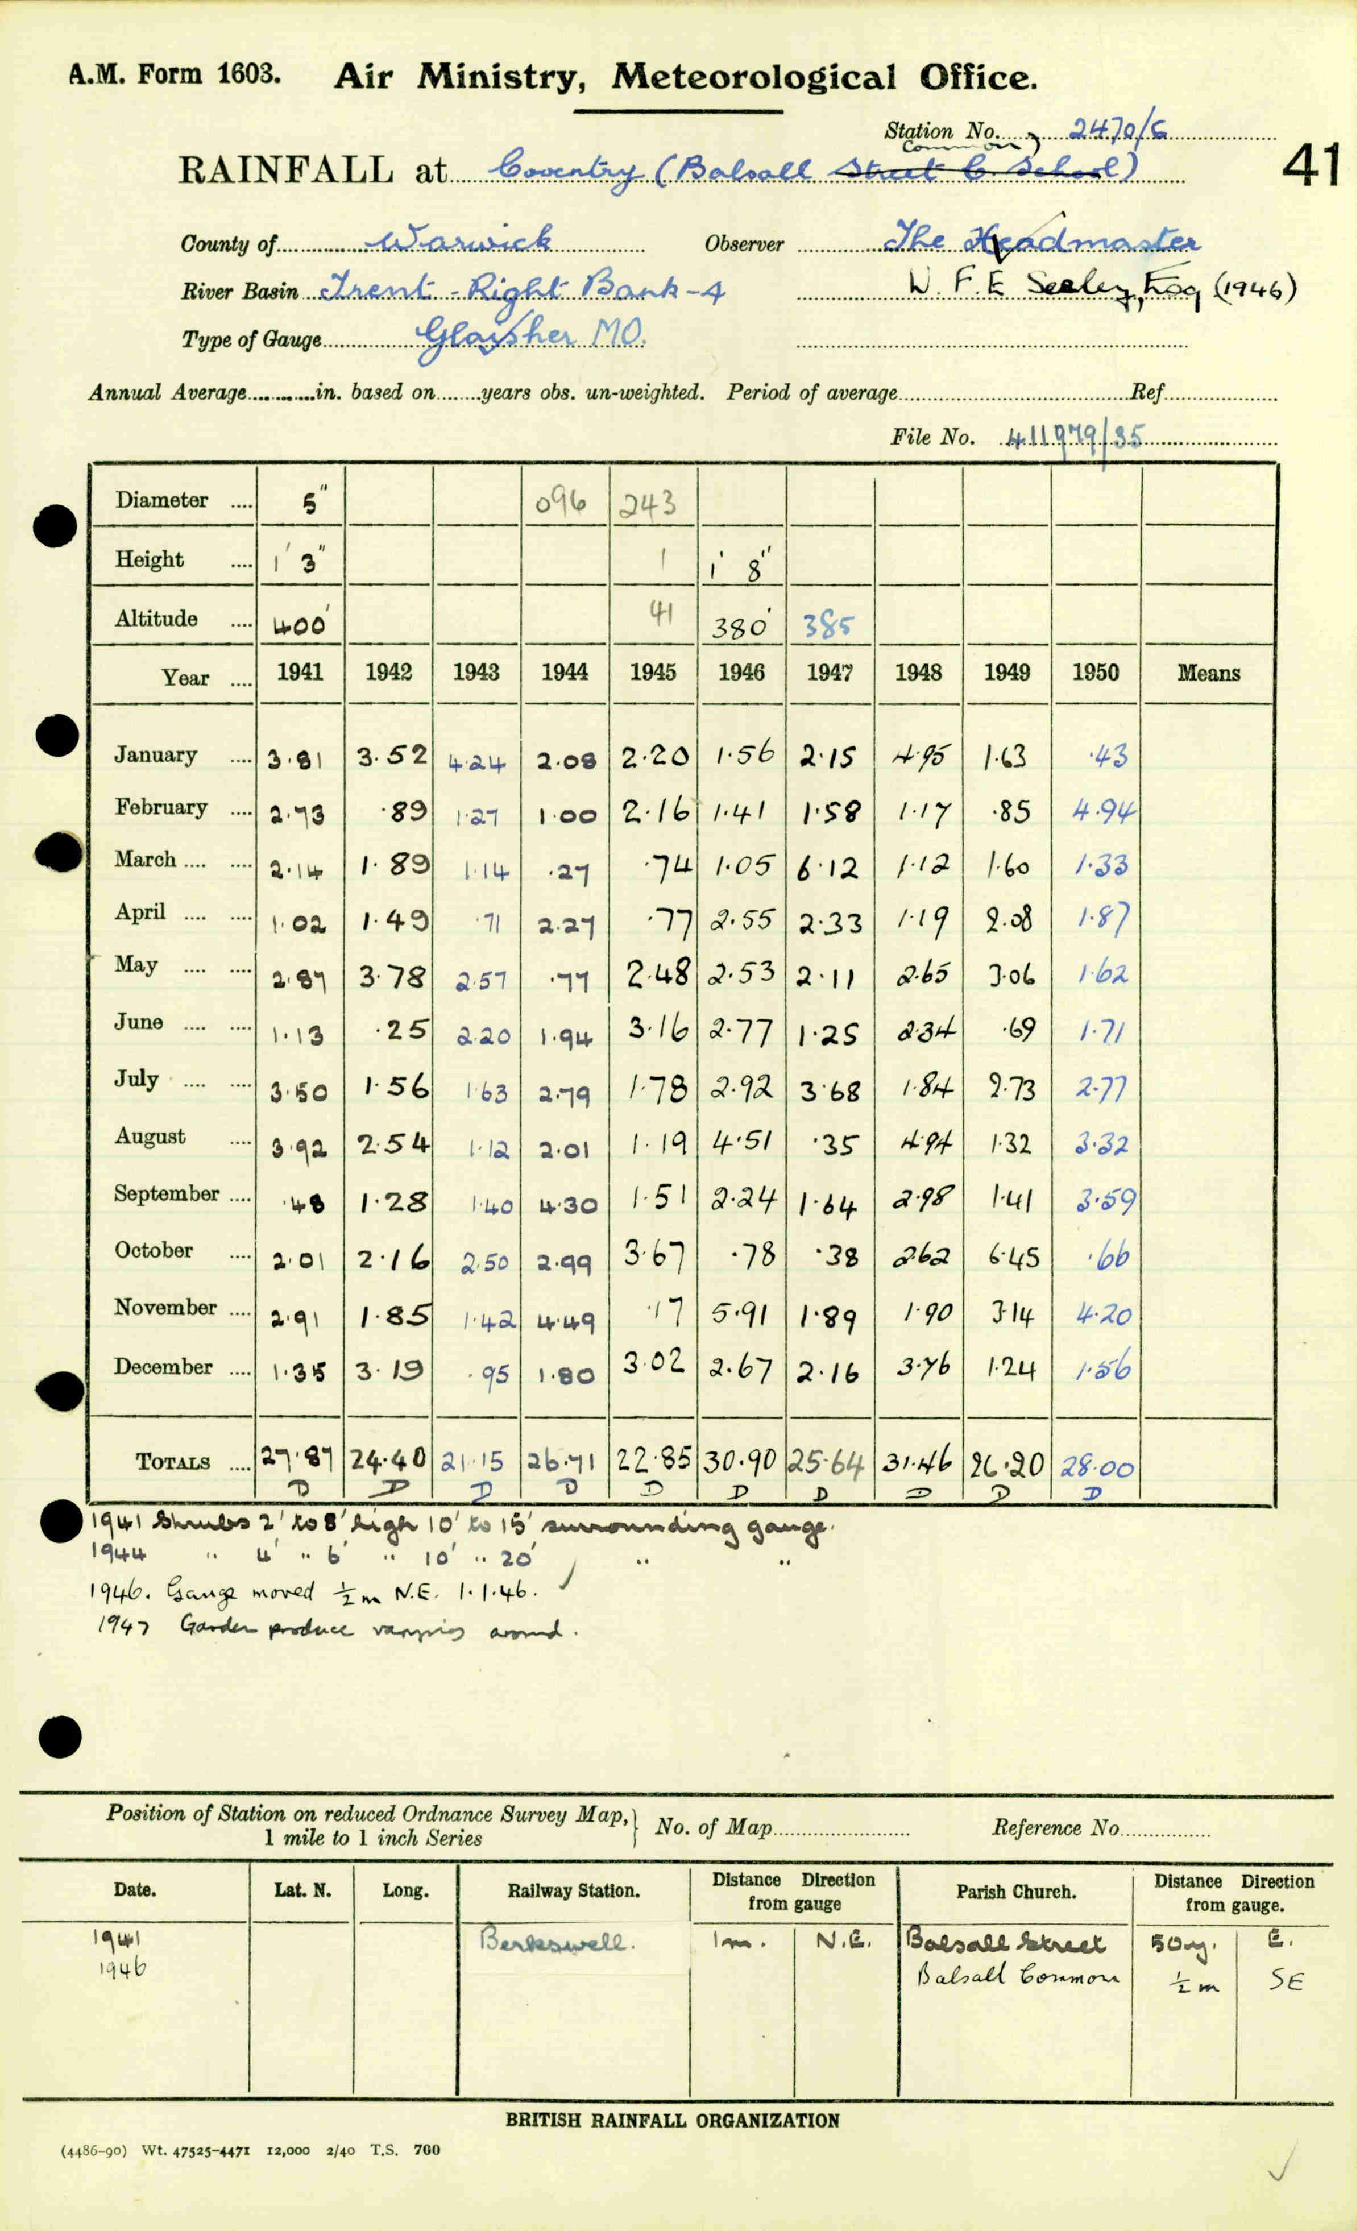 A.M. Form 1603. Air Ministry, Meteorological Office.
Station No. 2470/6
41
Common)
RAINFALL at Coventry (Balsall Street C. School)
County of Warwick Observer The Headmaster
River Basin Trent - Right Bank - 4 W. F. E Seeley, Esq (1946)
Type of Gauge Glaisher MO.
Annual Average in. based on years obs. un-weighted. Period of average Ref
File No. 411979/35
Diameter .... 5" 096 243
Height .... 1' 3" 1 1' 8"
Altitude .... 400' 41 380' 385
Year .... 1941 1942 1943 1944 1945 1946 1947 1948 1949 1950 Means
January .... 3.81 3.52 4.24 2.08 2.20 1.56 2.15 4.95 1.63 .43
February .... 2.73 .89 1.27 1.00 2.16 1.41 1.58 1.17 .85 4.94
March .... .... 2.14 1.89 1.14 .27 .74 1.05 6.12 1.12 1.60 1.33
April .... .... 1.02 1.49 .71 2.27 .77 2.55 2.33 1.19 2.08 1.87
May .... .... 2.87 3.78 2.57 .77 2.48 2.53 2.11 2.65 3.06 1.62
June .... .... 1.13 .25 2.20 1.94 3.16 2.77 1.25 2.34 .69 1.71
July .... .... 3.50 1.56 1.63 2.79 1.78 2.92 3.68 1.84 2.73 2.77
August .... 3.92 2.54 1.12 2.01 1.19 4.51 .35 4.94 1.32 3.32
September .... .48 1.28 1.40 4.30 1.51 2.24 1.64 2.98 1.41 3.59
October .... 2.01 2.16 2.50 2.99 3.67 .78 .38 2.62 6.45 .66
November .... 2.91 1.85 1.42 4.49 .17 5.91 1.89 1.90 3.14 4.20
December .... 1.35 3.19 .95 1.80 3.02 2.67 2.16 3.76 1.24 1.56
TOTALS .... 27.87 24.40 21.15 26.71 22.85 30.90 25.64 31.46 26.20 28.00
D D D D D D D D D D
1941 Shrubs 2' to 8' high 10' to 15' surrounding gauge.
1944 " 4' " 6' " 10' " 20' " "
1946. Gauge moved ½ m N.E. 1.1.46.
1947 Garden produce varying around.
Position of Station on reduced Ordnance Survey Map, 1 mile to 1 inch Series } No. of Map Reference No
Date. Lat. N. Long. Railway Station. Distance Direction from gauge Parish Church. Distance Direction from gauge.
1941 Berkswell. 1m. N.E. Balsall Street 50y. E.
1946 Balsall Common ½ m SE
BRITISH RAINFALL ORGANIZATION
(4486-90) Wt. 47525-4471 12,000 2/40 T.S. 700